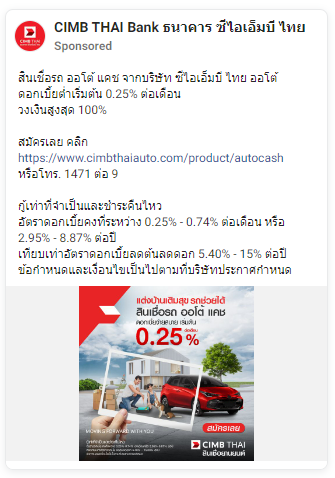 CIMB THAI Bank ธนาคาร ซีไอเอ็มบี ไทย
Sponsored
CIMB THAI
สินเชื่อรถ ออโต้ แคช จากบริษัท ซีไอเอ็มบี ไทย ออโต้
ดอกเบี้ยต่ำเริ่มต้น 0.25% ต่อเดือน
วงเงินสูงสุด 100%
สมัครเลย คลิก
https://www.cimbthaiauto.com/product/autocash
หรือโทร. 1471 ต่อ 9
กู้เท่าที่จำเป็นและชำระคืนไหว
อัตราดอกเบี้ยคงที่ระหว่าง 0.25% - 0.74% ต่อเดือน หรือ
2.95% - 8.87% ต่อปี
เทียบเท่าอัตราดอกเบี้ยลดต้นลดดอก 5.40% - 15% ต่อปี
ข้อกำหนดและเงื่อนไขเป็นไปตามที่บริษัทประกาศกำหนด
แต่งบ้านเติมสุข รถช่วยได้
สินเชื่อรถ ออโต้ แคช
ดอกเบี้ยจ่ายสบาย เริ่มต้น
0.25%
ต่อเดือน
สมัครเลย
MOVING FORWARD WITH YOU
CIMB THAI
สินเชื่อยานยนต์